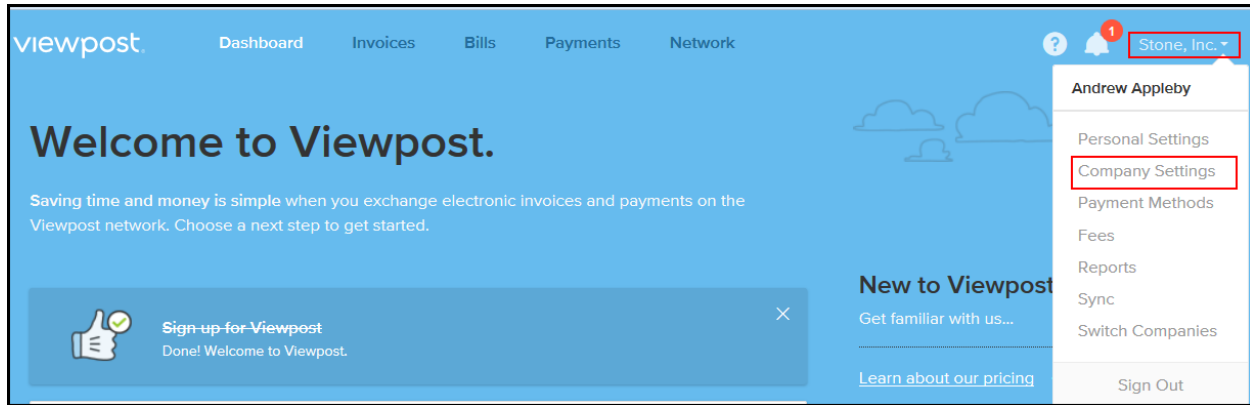 viewpost.
Dashboard
Invoices
Bills
Payments
Network
?
1
Stone, Inc.
Andrew Appleby
Personal Settings
Company Settings
Payment Methods
Fees
Reports
Sync
Switch Companies
Sign Out
Welcome to Viewpost.
Saving time and money is simple when you exchange electronic invoices and payments on the
Viewpost network. Choose a next step to get started.
Sign up for Viewpost
Done! Welcome to Viewpost.
New to Viewpost
Get familiar with us...
Learn about our pricing